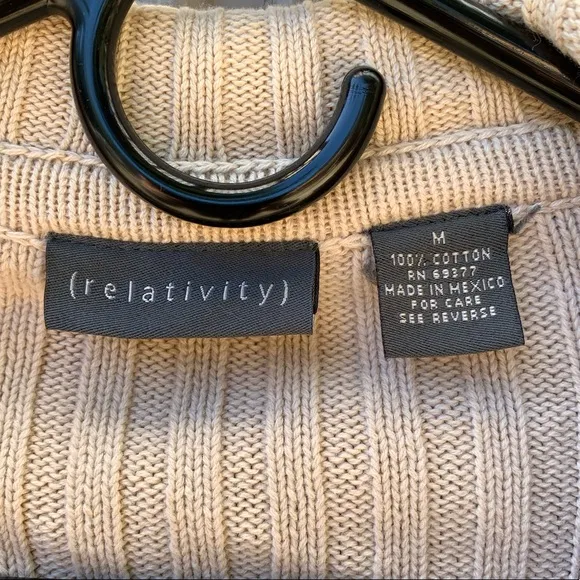 (relativity)
M
100% COTTON
RN 69377
MADE IN MEXICO
FOR CARE
SEE REVERSE